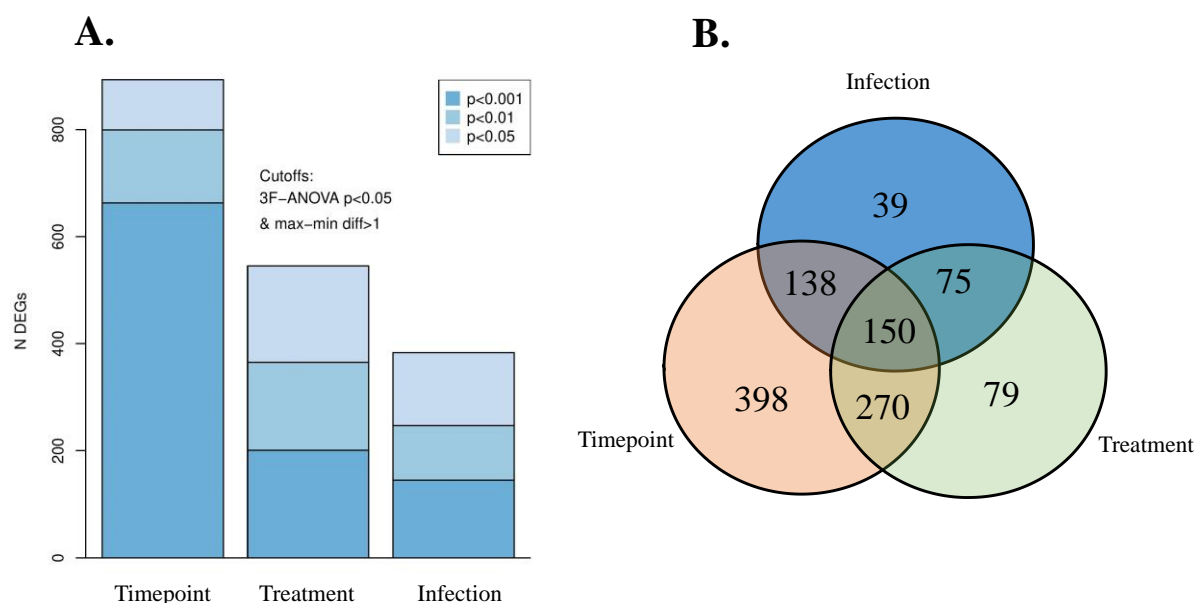 A.
B.
Infection
p<0.001
p<0.01
p<0.05
Cutoffs:
3F−ANOVA p<0.05
& max−min diff>1
N DEGs
800
600
400
200
0
Timepoint
Treatment
Infection
39
138
75
150
398
270
79
Timepoint
Treatment